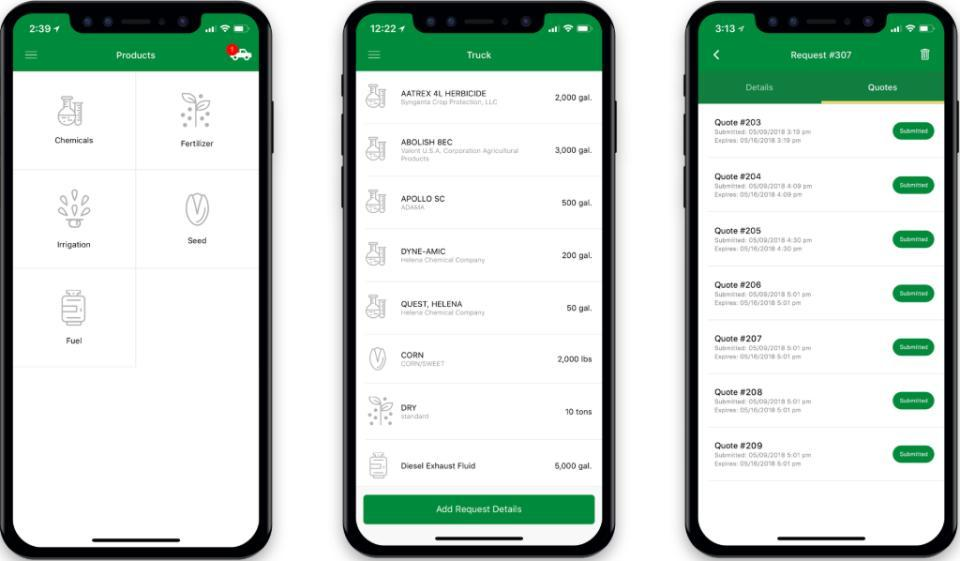 2:39
Products
1
Chemicals
Fertilizer
Irrigation
Seed
Fuel
12:22
Truck
AATREX 4L HERBICIDE
Syngenta Crop Protection, LLC
2,000 gal.
ABOLISH 8EC
Valent U.S.A. Corporation Agricultural
Products
3,000 gal.
APOLLO SC
ADAMA
500 gal.
DYNE-AMIC
Helena Chemical Company
200 gal.
QUEST, HELENA
Helena Chemical Company
50 gal.
CORN
CORN/SWEET
2,000 lbs
DRY
standard
10 tons
Diesel Exhaust Fluid
5,000 gal.
Add Request Details
3:13
Request #307
Details
Quotes
Quote #203
Submitted: 05/09/2018 3:19 pm
Expires: 05/16/2018 3:19 pm
Submitted
Quote #204
Submitted: 05/09/2018 4:09 pm
Expires: 05/16/2018 4:09 pm
Submitted
Quote #205
Submitted: 05/09/2018 4:30 pm
Expires: 05/16/2018 4:30 pm
Submitted
Quote #206
Submitted: 05/09/2018 5:01 pm
Expires: 05/16/2018 5:01 pm
Submitted
Quote #207
Submitted: 05/09/2018 5:01 pm
Expires: 05/16/2018 5:01 pm
Submitted
Quote #208
Submitted: 05/09/2018 5:01 pm
Expires: 05/16/2018 5:01 pm
Submitted
Quote #209
Submitted: 05/09/2018 5:01 pm
Expires: 05/16/2018 5:01 pm
Submitted